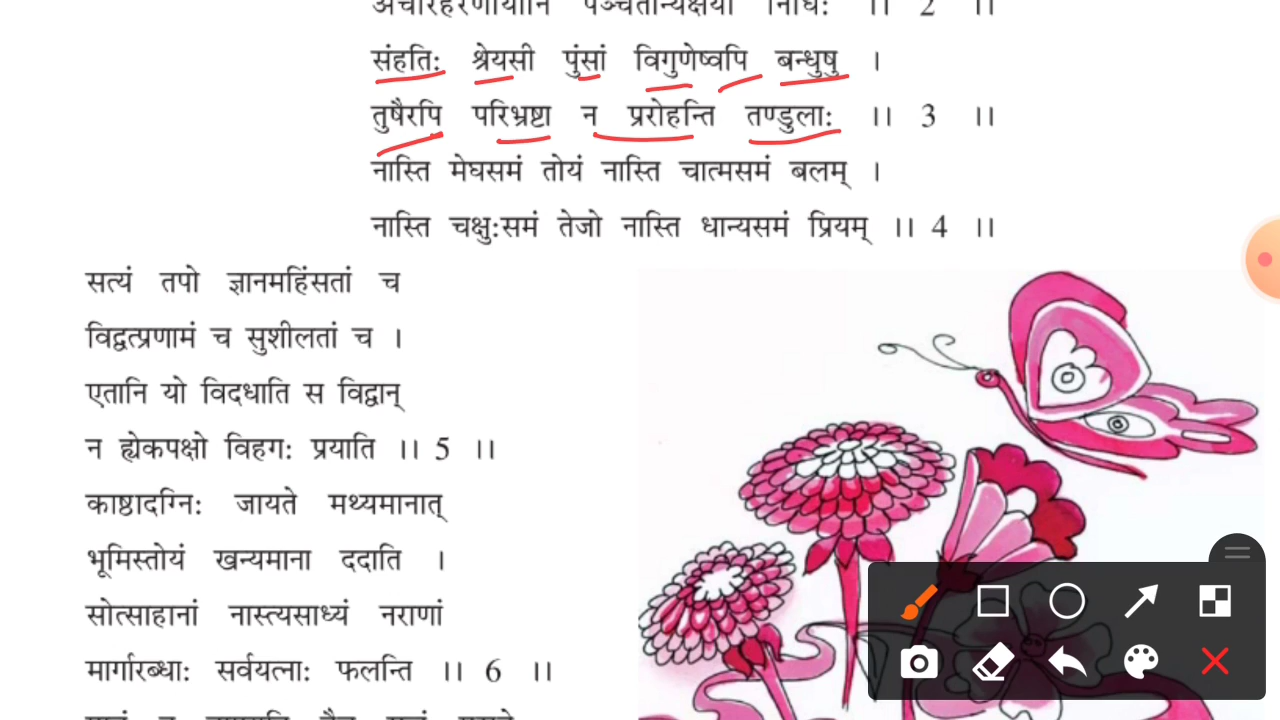 निधिः ।। 2 ।।
संहतिः श्रेयसी पुंसां विगुणेष्वपि बन्धुषु ।
तुषैरपि परिभ्रष्टा न प्ररोहन्ति तण्डुलाः ।। 3 ।।
नास्ति मेघसमं तोयं नास्ति चात्मसमं बलम् ।
नास्ति चक्षुःसमं तेजो नास्ति धान्यसमं प्रियम् ।। 4 ।।
सत्यं तपो ज्ञानमहिंसतां च
विद्वत्प्रणामं च सुशीलतां च ।
एतानि यो विदधाति स विद्वान्
न ह्येकपक्षो विहगः प्रयाति ।। 5 ।।
काष्ठादग्निः जायते मथ्यमानात्
भूमिस्तोयं खन्यमाना ददाति ।
सोत्साहानां नास्त्यसाध्यं नराणां
मार्गारब्धाः सर्वयत्नाः फलन्ति ।। 6 ।।